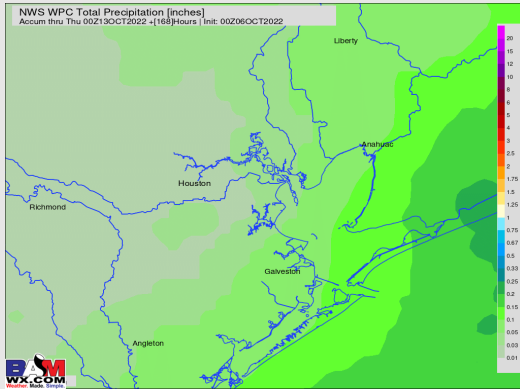 NWS WPC Total Precipitation [inches]
Accum thru Thu 00Z13OCT2022 +[168]Hours | Init: 00Z06OCT2022
Liberty
Anahuac
Houston
Richmond
Galveston
Angleton
20
15
10
8
6
5
4
3
2.5
2
1.75
1.5
1.25
1
0.75
0.67
0.5
0.33
0.25
0.2
0.15
0.1
0.05
0.03
0.01
BAM
WX.COM
Weather. Made. Simple.